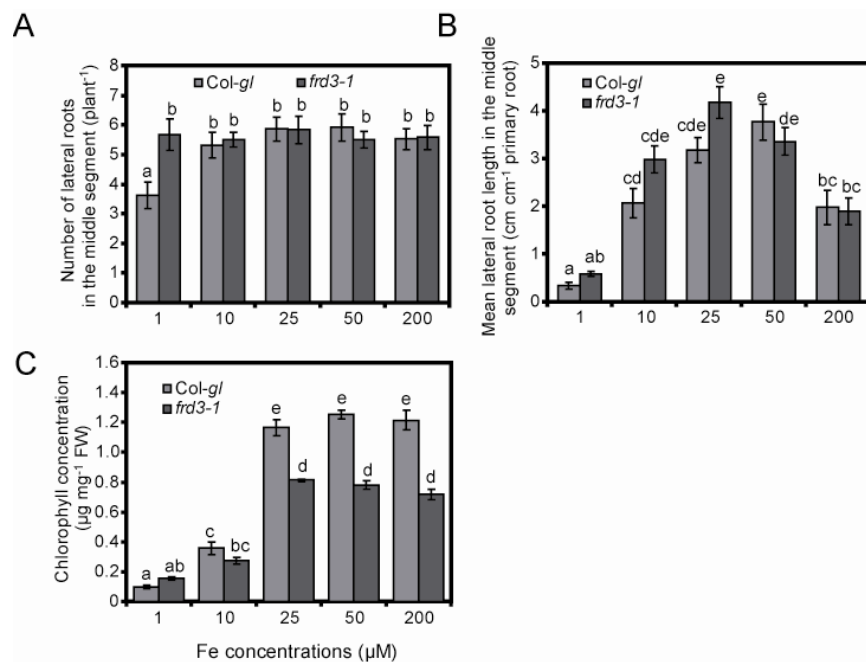 A
Number of lateral roots
in the middle segment (plant⁻¹)
8
7
6
5
4
3
2
1
0
Col-gl frd3-1
a b b b b b b b b b
1 10 25 50 200
B
Mean lateral root length in the middle
segment (cm cm⁻¹ primary root)
5
4
3
2
1
0
Col-gl
frd3-1
a ab cd cde cde e e de bc bc
1 10 25 50 200
C
Chlorophyll concentration
(µg mg⁻¹ FW)
1.6
1.4
1.2
1.0
0.8
0.6
0.4
0.2
0
Col-gl
frd3-1
a ab c bc e d e d e d
1 10 25 50 200
Fe concentrations (µM)